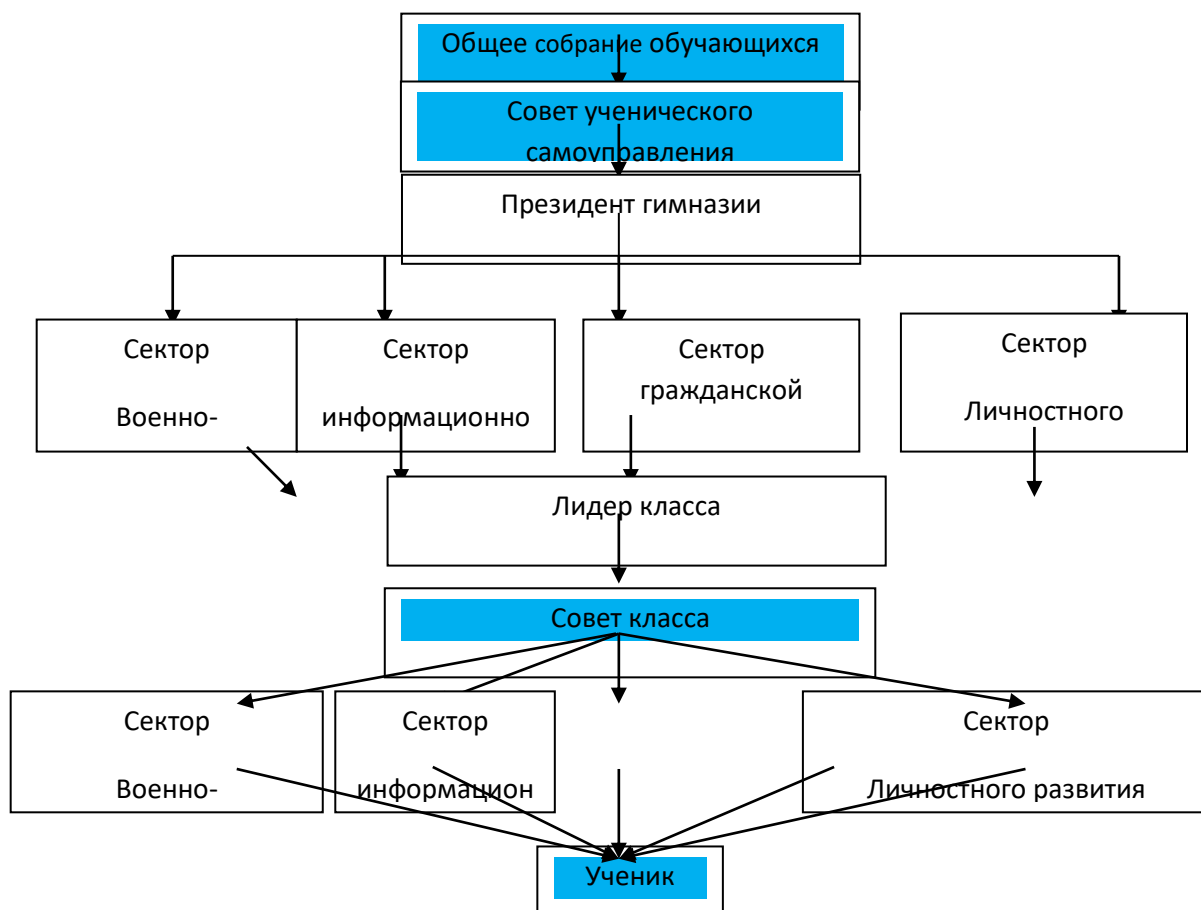 Общее собрание обучающихся
Совет ученического
самоуправления
Президент гимназии
Сектор
Военно-
Сектор
информационно
Сектор
гражданской
Сектор
Личностного
Лидер класса
Совет класса
Сектор
Военно-
Сектор
информацион
Сектор
Личностного развития
Ученик